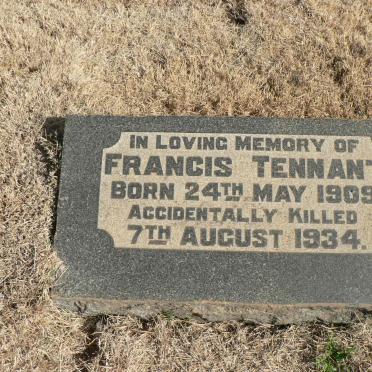 IN LOVING MEMORY OF
FRANCIS TENNANT
BORN 24TH MAY 1909
ACCIDENTALLY KILLED
7TH AUGUST 1934.